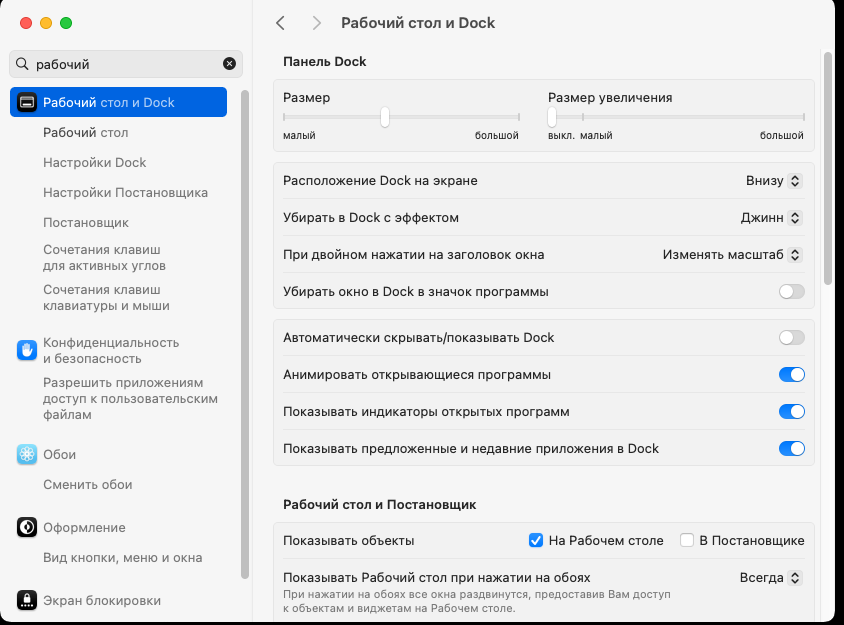 Рабочий стол и Dock
рабочий
Рабочий стол и Dock
Рабочий стол
Настройки Dock
Настройки Постановщика
Постановщик
Сочетания клавиш
для активных углов
Сочетания клавиш
клавиатуры и мыши
Конфиденциальность
и безопасность
Разрешить приложениям
доступ к пользовательским
файлам
Обои
Сменить обои
Оформление
Вид кнопки, меню и окна
Экран блокировки
Панель Dock
Размер
малый большой
Размер увеличения
выкл. малый большой
Расположение Dock на экране Внизу
Убирать в Dock с эффектом Джинн
При двойном нажатии на заголовок окна Изменять масштаб
Убирать окно в Dock в значок программы
Автоматически скрывать/показывать Dock
Анимировать открывающиеся программы
Показывать индикаторы открытых программ
Показывать предложенные и недавние приложения в Dock
Рабочий стол и Постановщик
Показывать объекты На Рабочем столе В Постановщике
Показывать Рабочий стол при нажатии на обоях Всегда
При нажатии на обоях все окна раздвинутся, предоставив Вам доступ
к объектам и виджетам на Рабочем столе.